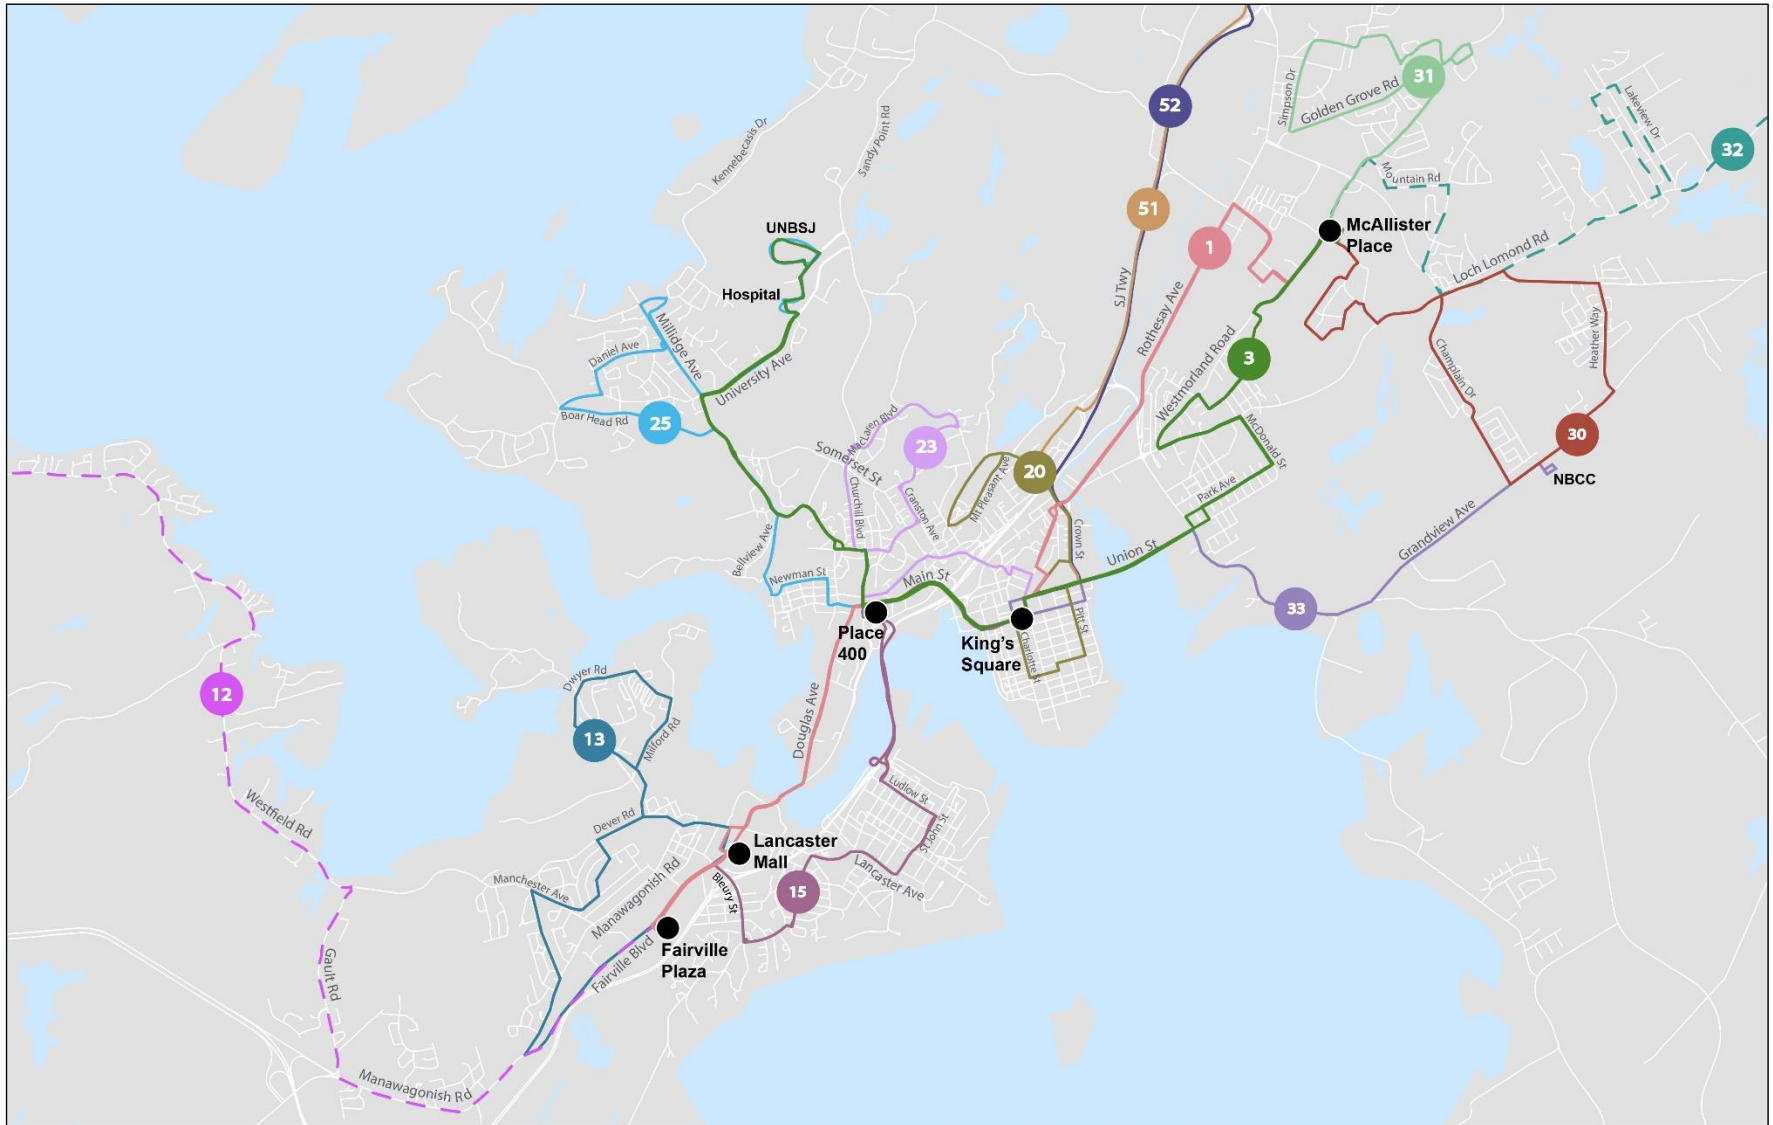 52
Simpson Dr
Golden Grove Rd
31
Lakeview Dr
32
Kennebecasis Dr
Sandy Point Rd
Mountain Rd
51
UNBSJ
McAllister
Place
1
Loch Lomond Rd
Hospital
SJ Twy
Rothesay Ave
Millidge Ave
Daniel Ave
University Ave
Westmorland Road
3
Champlain Dr
Heather Way
Boar Head Rd
25
MacLaren Blvd
Somerset St
23
McDonald St
30
20
Mt Pleasant Ave
NBCC
Churchill Blvd
Cranston Ave
Park Ave
Crown St
Union St
Grandview Ave
Bellview Ave
Newman St
Main St
33
Place
400
King's
Square
Charlotte St
Pitt St
Dwyer Rd
12
13
Milford Rd
Douglas Ave
Westfield Rd
Ludlow St
Dever Rd
St John St
Lancaster
Mall
Lancaster Ave
Manchester Ave
Manawagonish Rd
Bleury St
15
Fairville Blvd
Fairville
Plaza
Gault Rd
Manawagonish Rd